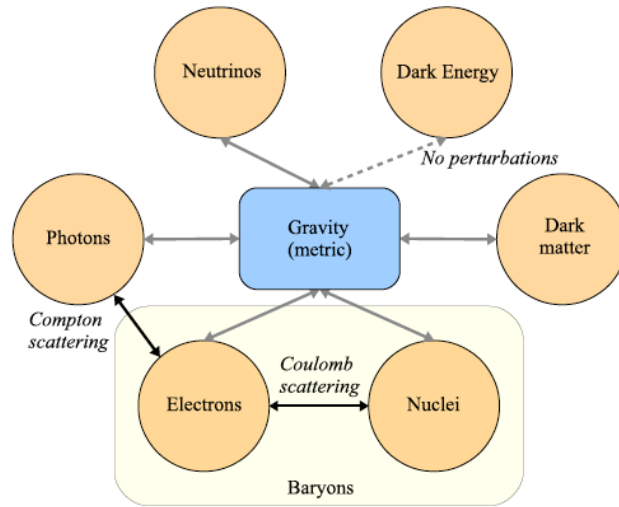 Neutrinos
Dark Energy
No perturbations
Photons
Gravity
(metric)
Dark
matter
Compton
scattering
Coulomb
scattering
Electrons
Nuclei
Baryons